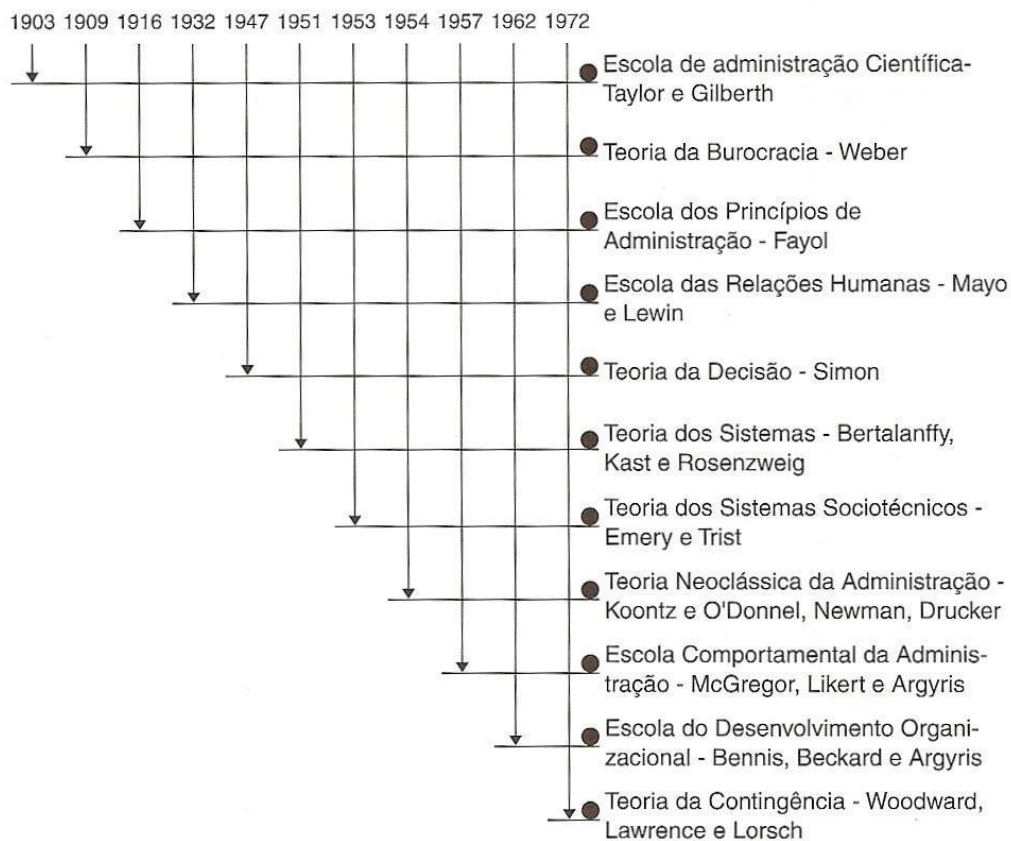 1903 1909 1916 1932 1947 1951 1953 1954 1957 1962 1972
Escola de administração Científica-
Taylor e Gilberth
Teoria da Burocracia - Weber
Escola dos Princípios de
Administração - Fayol
Escola das Relações Humanas - Mayo
e Lewin
Teoria da Decisão - Simon
Teoria dos Sistemas - Bertalanffy,
Kast e Rosenzweig
Teoria dos Sistemas Sociotécnicos -
Emery e Trist
Teoria Neoclássica da Administração -
Koontz e O'Donnel, Newman, Drucker
Escola Comportamental da Adminis-
tração - McGregor, Likert e Argyris
Escola do Desenvolvimento Organi-
zacional - Bennis, Beckard e Argyris
Teoria da Contingência - Woodward,
Lawrence e Lorsch